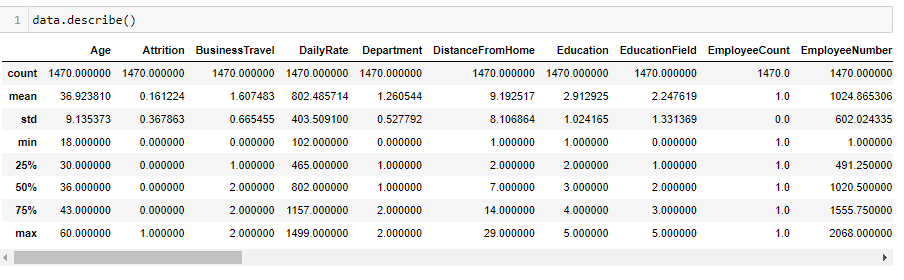 1 data.describe()
Age Attrition BusinessTravel DailyRate Department DistanceFromHome Education EducationField EmployeeCount EmployeeNumber
count 1470.000000 1470.000000 1470.000000 1470.000000 1470.000000 1470.000000 1470.000000 1470.000000 1470.0 1470.000000
mean 36.923810 0.161224 1.607483 802.485714 1.260544 9.192517 2.912925 2.247619 1.0 1024.865306
std 9.135373 0.367863 0.665455 403.509100 0.527792 8.106864 1.024165 1.331369 0.0 602.024335
min 18.000000 0.000000 0.000000 102.000000 0.000000 1.000000 1.000000 0.000000 1.0 1.000000
25% 30.000000 0.000000 1.000000 465.000000 1.000000 2.000000 2.000000 1.000000 1.0 491.250000
50% 36.000000 0.000000 2.000000 802.000000 1.000000 7.000000 3.000000 2.000000 1.0 1020.500000
75% 43.000000 0.000000 2.000000 1157.000000 2.000000 14.000000 4.000000 3.000000 1.0 1555.750000
max 60.000000 1.000000 2.000000 1499.000000 2.000000 29.000000 5.000000 5.000000 1.0 2068.000000